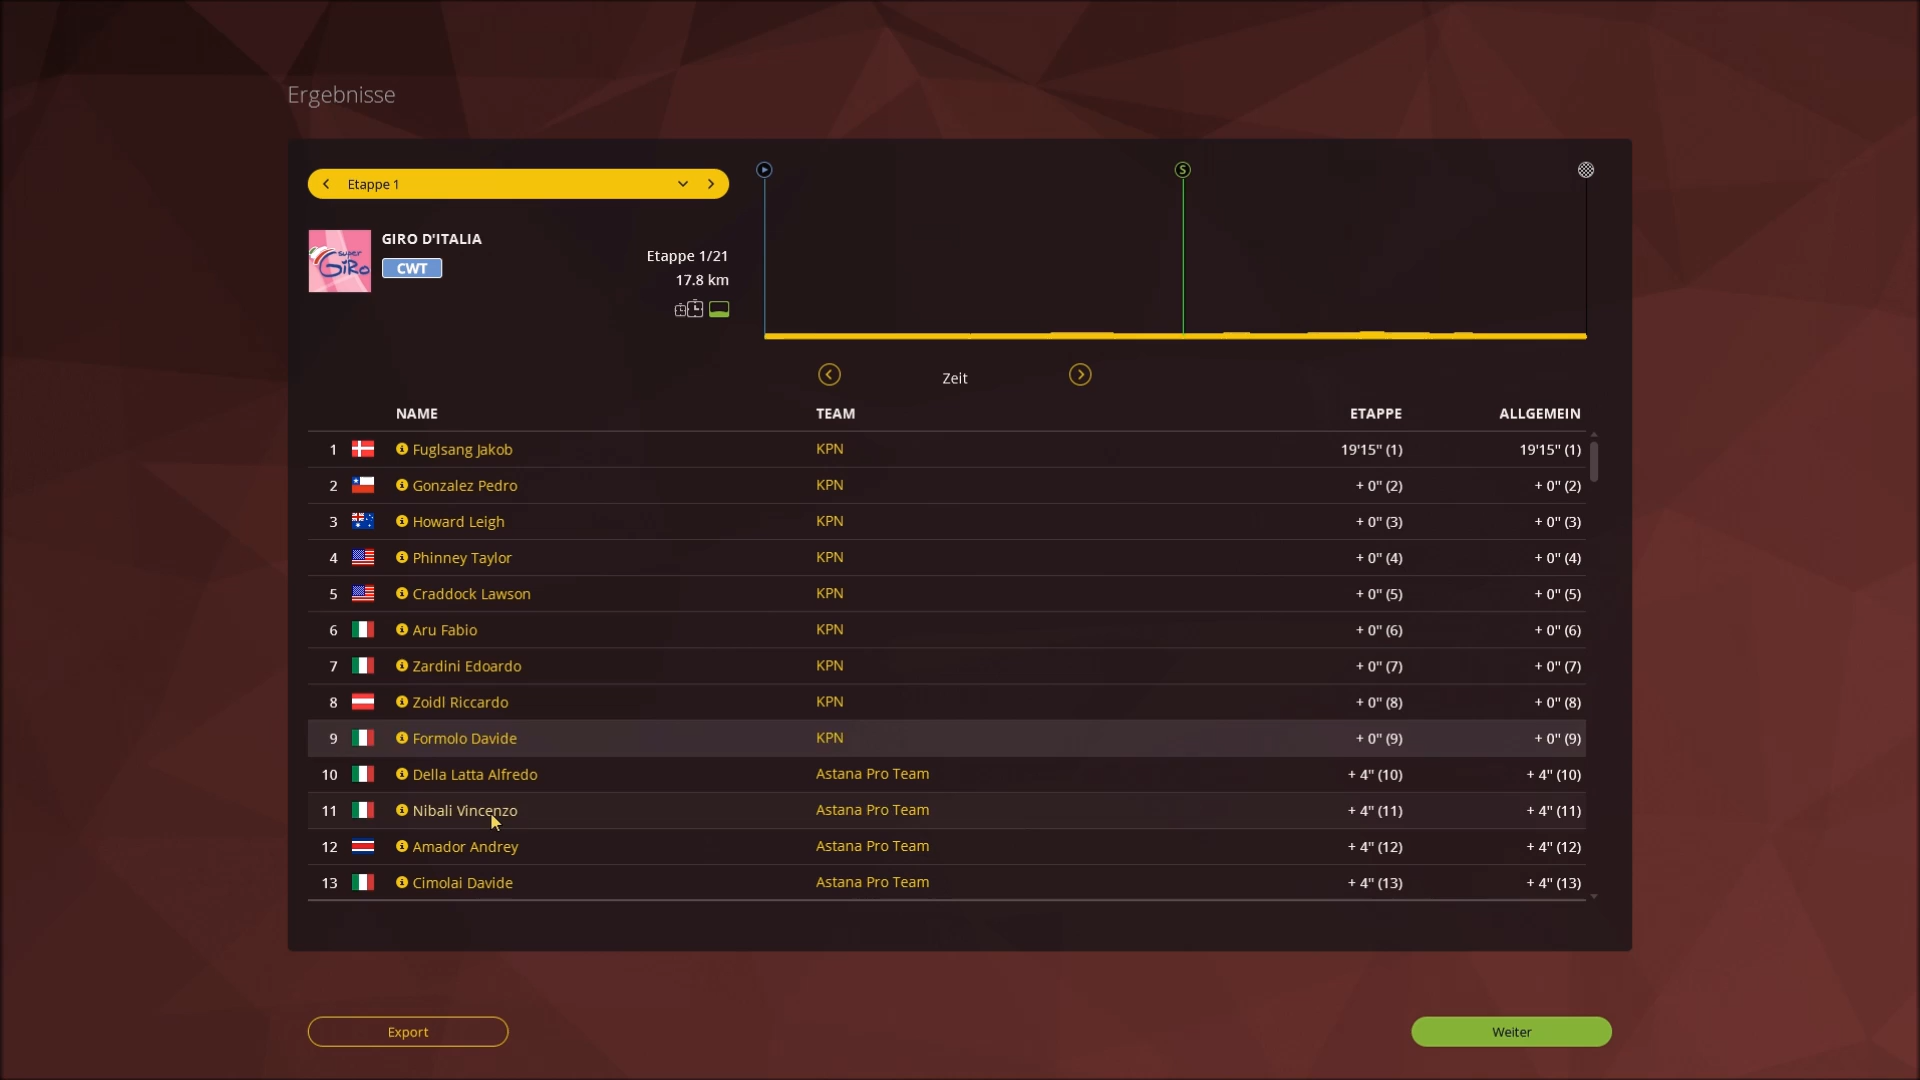 Ergebnisse
Etappe 1
S
super
GiRo
GIRO D'ITALIA
CWT
Etappe 1/21
17.8 km
Zeit
NAME TEAM ETAPPE ALLGEMEIN
1 Fuglsang Jakob KPN 19'15" (1) 19'15" (1)
2 Gonzalez Pedro KPN + 0" (2) + 0" (2)
3 Howard Leigh KPN + 0" (3) + 0" (3)
4 Phinney Taylor KPN + 0" (4) + 0" (4)
5 Craddock Lawson KPN + 0" (5) + 0" (5)
6 Aru Fabio KPN + 0" (6) + 0" (6)
7 Zardini Edoardo KPN + 0" (7) + 0" (7)
8 Zoidl Riccardo KPN + 0" (8) + 0" (8)
9 Formolo Davide KPN + 0" (9) + 0" (9)
10 Della Latta Alfredo Astana Pro Team + 4" (10) + 4" (10)
11 Nibali Vincenzo Astana Pro Team + 4" (11) + 4" (11)
12 Amador Andrey Astana Pro Team + 4" (12) + 4" (12)
13 Cimolai Davide Astana Pro Team + 4" (13) + 4" (13)
Export
Weiter